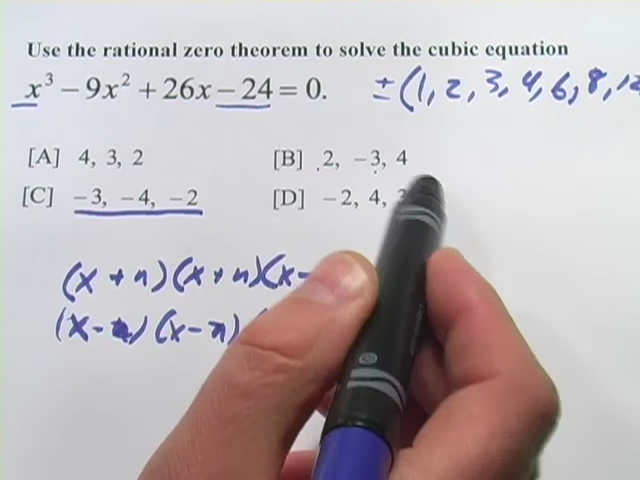 Use the rational zero theorem to solve the cubic equation
x³ − 9x² + 26x − 24 = 0. ± (1, 2, 3, 4, 6, 8, 12
[A] 4, 3, 2 [B] 2, −3, 4
[C] −3, −4, −2 [D] −2, 4,
(x + n)(x + n)(x −
(x − n)(x − n)